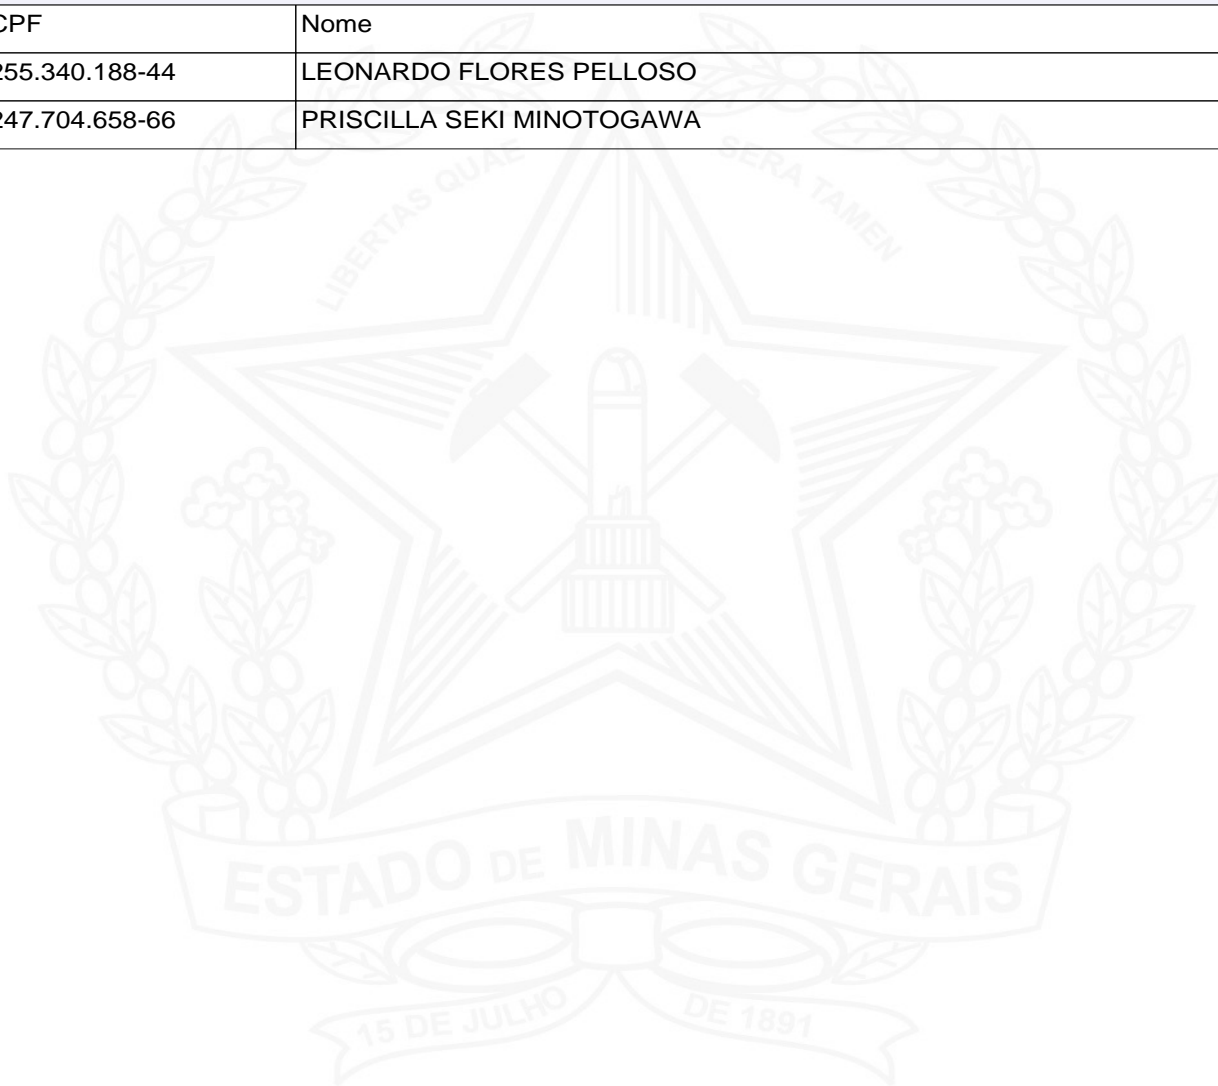 CPF Nome
255.340.188-44 LEONARDO FLORES PELLOSO
247.704.658-66 PRISCILLA SEKI MINOTOGAWA
LIBERTAS QUAE SERA TAMEN
ESTADO DE MINAS GERAIS
15 DE JULHO DE 1891